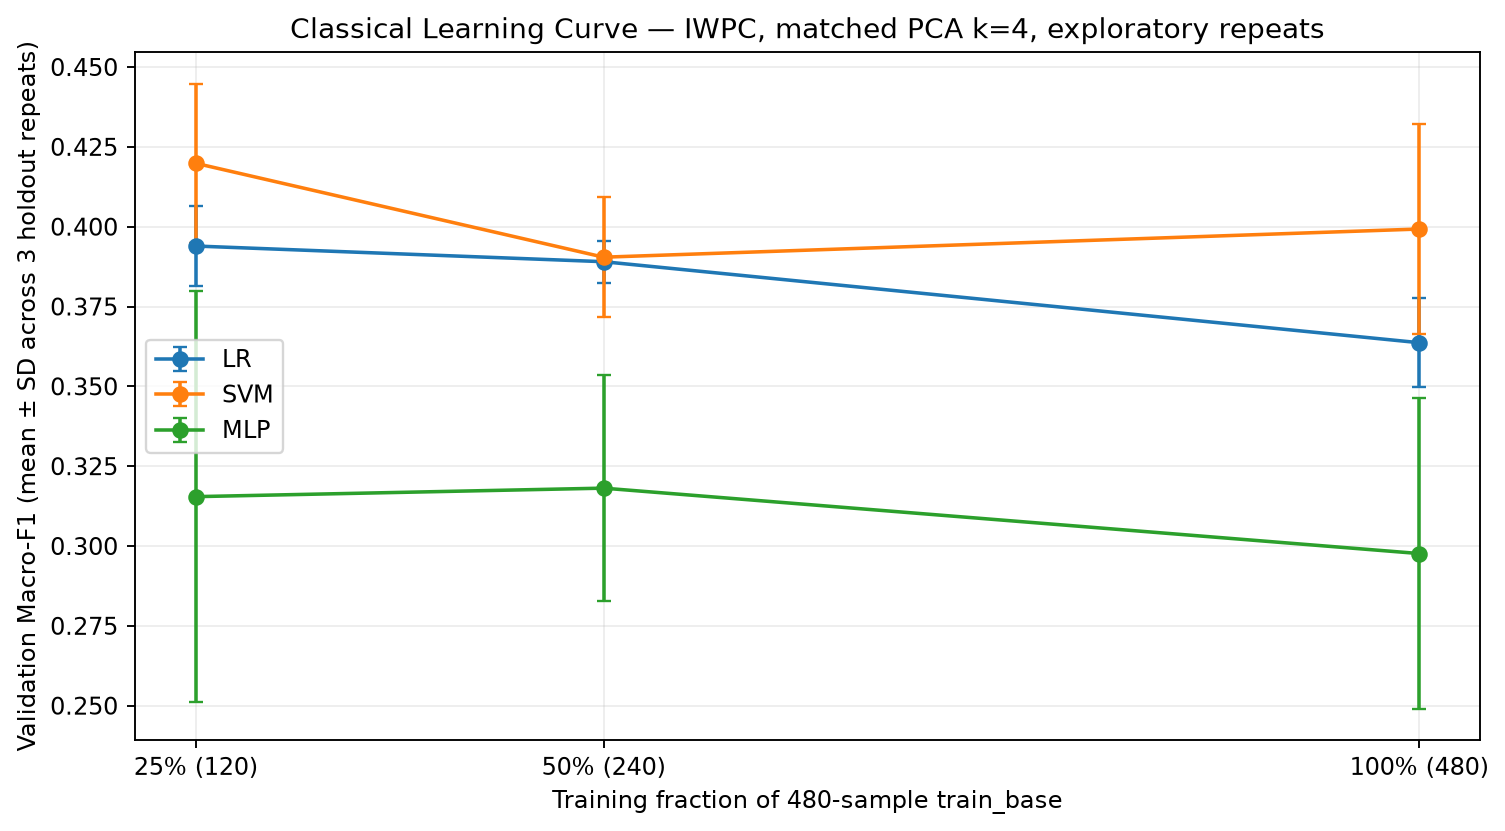 Classical Learning Curve — IWPC, matched PCA k=4, exploratory repeats
Validation Macro-F1 (mean ± SD across 3 holdout repeats)
0.450
0.425
0.400
0.375
0.350
0.325
0.300
0.275
0.250
LR
SVM
MLP
25% (120)
50% (240)
100% (480)
Training fraction of 480-sample train_base